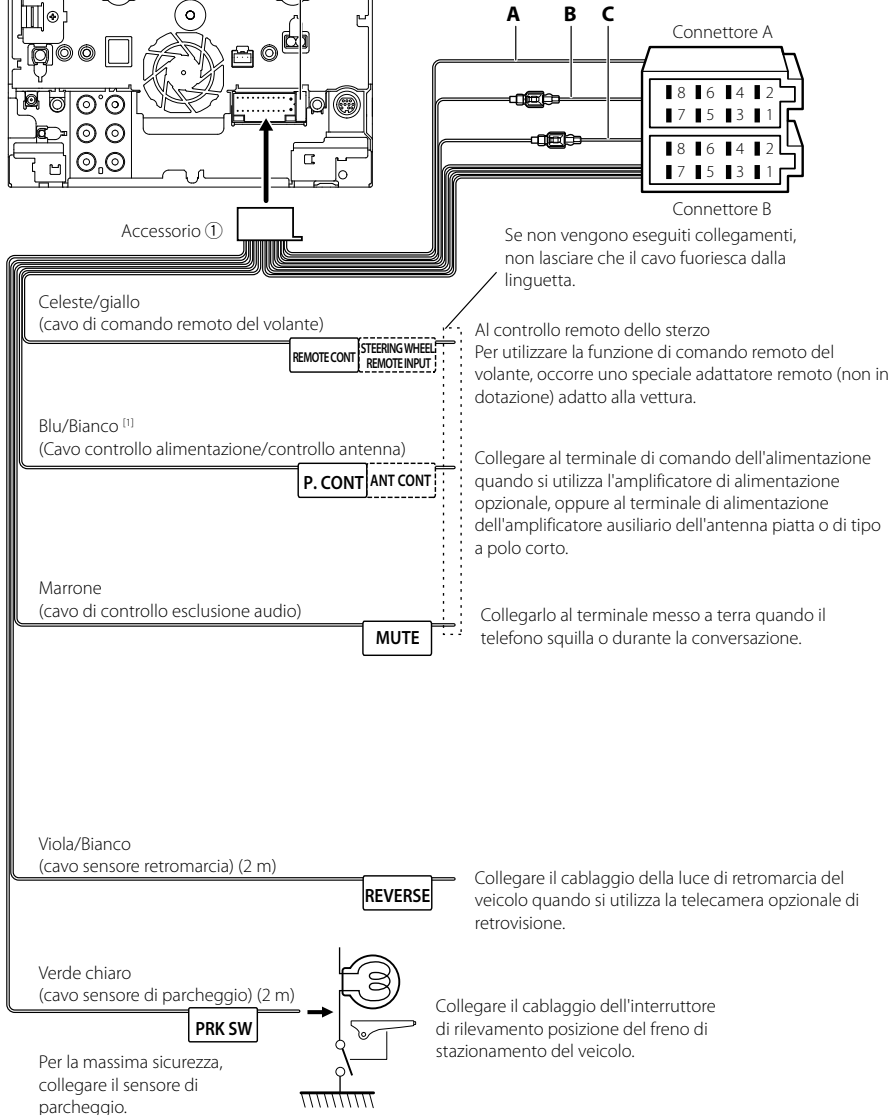 A B C
Connettore A
8 6 4 2
7 5 3 1
8 6 4 2
7 5 3 1
Connettore B
Accessorio ①
Se non vengono eseguiti collegamenti,
non lasciare che il cavo fuoriesca dalla
linguetta.
Celeste/giallo
(cavo di comando remoto del volante)
REMOTE CONT
STEERING WHEEL
REMOTE INPUT
Al controllo remoto dello sterzo
Per utilizzare la funzione di comando remoto del
volante, occorre uno speciale adattatore remoto (non in
dotazione) adatto alla vettura.
Blu/Bianco [1]
(Cavo controllo alimentazione/controllo antenna)
P. CONT
ANT CONT
Collegare al terminale di comando dell'alimentazione
quando si utilizza l'amplificatore di alimentazione
opzionale, oppure al terminale di alimentazione
dell'amplificatore ausiliario dell'antenna piatta o di tipo
a polo corto.
Marrone
(cavo di controllo esclusione audio)
MUTE
Collegarlo al terminale messo a terra quando il
telefono squilla o durante la conversazione.
Viola/Bianco
(cavo sensore retromarcia) (2 m)
REVERSE
Collegare il cablaggio della luce di retromarcia del
veicolo quando si utilizza la telecamera opzionale di
retrovisione.
Verde chiaro
(cavo sensore di parcheggio) (2 m)
PRK SW
Collegare il cablaggio dell'interruttore
di rilevamento posizione del freno di
stazionamento del veicolo.
Per la massima sicurezza,
collegare il sensore di
parcheggio.